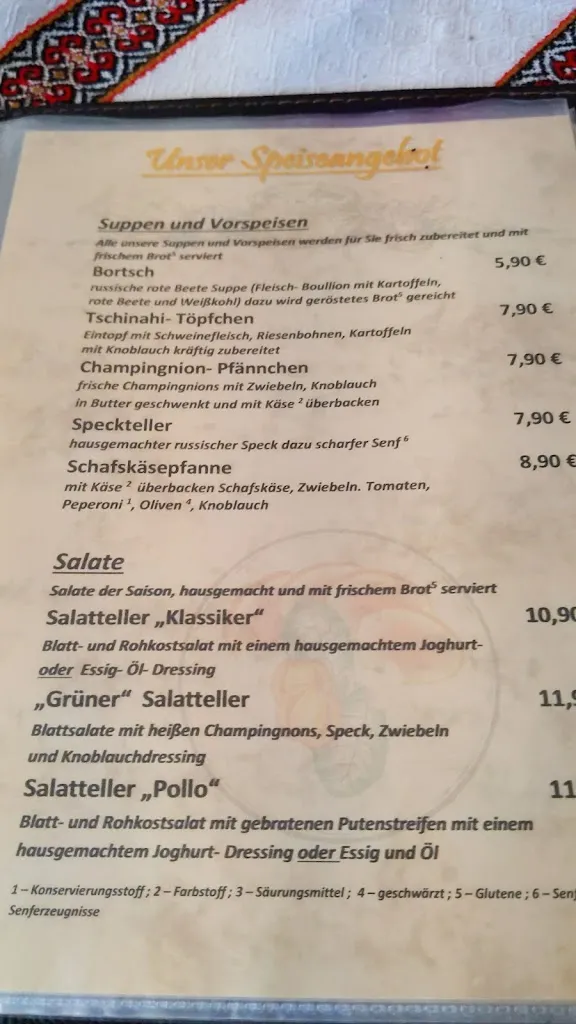 Unser Speiseangebot
Suppen und Vorspeisen
Alle unsere Suppen und Vorspeisen werden für Sie frisch zubereitet und mit
frischem Brot⁵ serviert
Bortsch 5,90 €
russische rote Beete Suppe (Fleisch- Boullion mit Kartoffeln,
rote Beete und Weißkohl) dazu wird geröstetes Brot⁵ gereicht
Tschinahi- Töpfchen 7,90 €
Eintopf mit Schweinefleisch, Riesenbohnen, Kartoffeln
mit Knoblauch kräftig zubereitet
Champingnion- Pfännchen 7,90 €
frische Champingnions mit Zwiebeln, Knoblauch
in Butter geschwenkt und mit Käse ² überbacken
Speckteller 7,90 €
hausgemachter russischer Speck dazu scharfer Senf ⁶
Schafskäsepfanne 8,90 €
mit Käse ² überbacken Schafskäse, Zwiebeln. Tomaten,
Peperoni ¹, Oliven ⁴, Knoblauch
Salate
Salate der Saison, hausgemacht und mit frischem Brot⁵ serviert
Salatteller „Klassiker“ 10,90
Blatt- und Rohkostsalat mit einem hausgemachtem Joghurt-
oder Essig- Öl- Dressing
„Grüner“ Salatteller 11,
Blattsalate mit heißen Champingnons, Speck, Zwiebeln
und Knoblauchdressing
Salatteller „Pollo“ 11
Blatt- und Rohkostsalat mit gebratenen Putenstreifen mit einem
hausgemachtem Joghurt- Dressing oder Essig und Öl
1 – Konservierungsstoff ; 2 – Farbstoff ; 3 – Säurungsmittel ; 4 – geschwärzt ; 5 – Glutene ; 6 – Senf
Senferzeugnisse